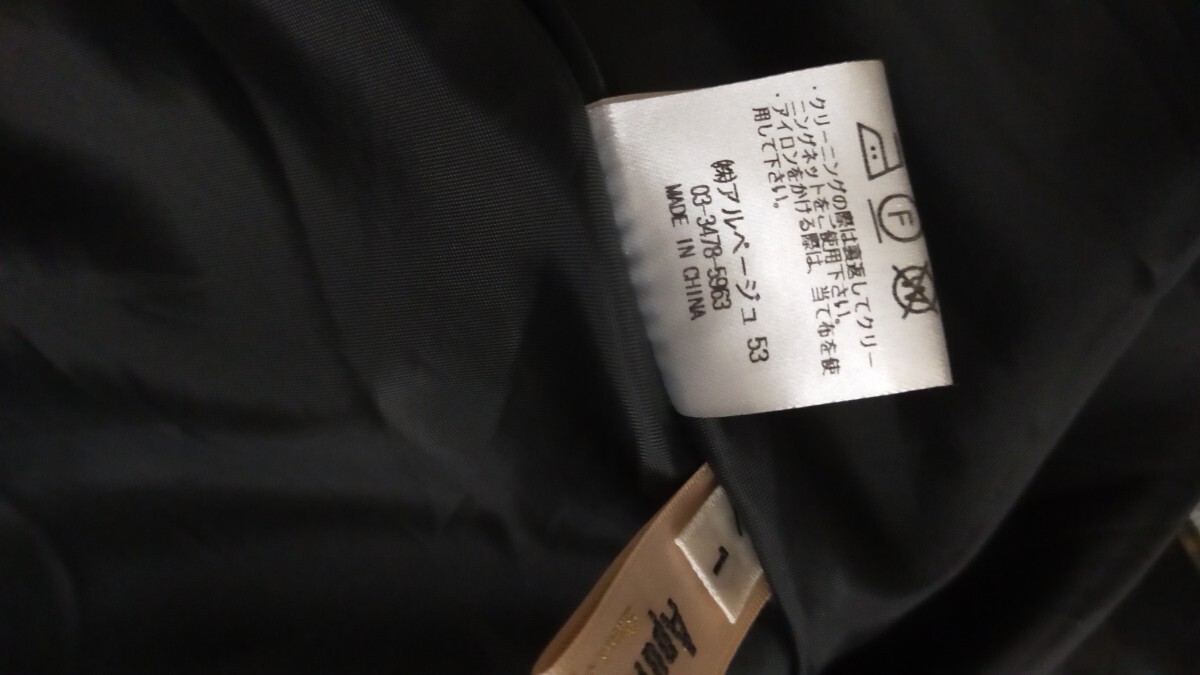 F
W
・クリーニングの際は裏返してクリー
ニングネットをご使用下さい。
・アイロンをかける際は、当て布を使
用して下さい。
㈱アルページュ 53
03-3478-5963
MADE IN CHINA
1